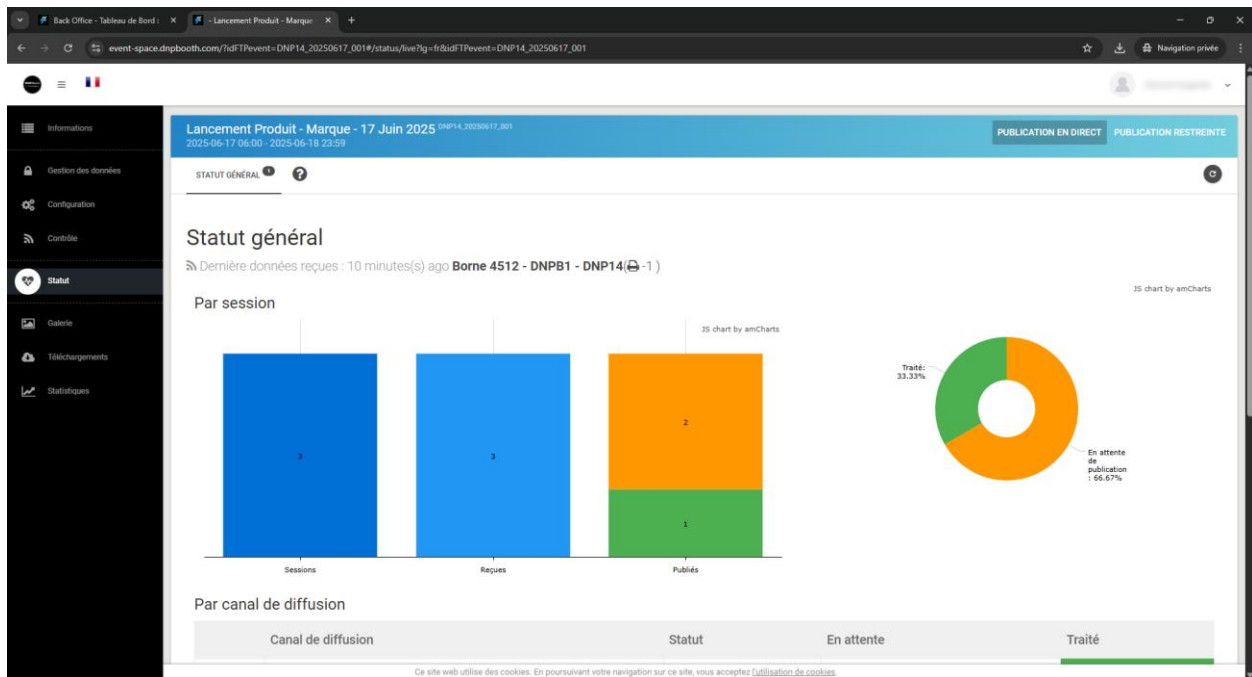 Back Office - Tableau de Bord :
- Lancement Produit - Marque
event-space.dnpbooth.com/?idFTPevent=DNP14_20250617_001#/status/live?lg=fr&idFTPevent=DNP14_20250617_001
Navigation privée
Informations
Gestion des données
Configuration
Contrôle
Statut
Galerie
Téléchargements
Statistiques
Lancement Produit - Marque - 17 Juin 2025 DNP14_20250617_001
2025-06-17 06:00 - 2025-06-18 23:59
PUBLICATION EN DIRECT
PUBLICATION RESTREINTE
STATUT GÉNÉRAL
Statut général
Dernière données reçues : 10 minutes(s) ago Borne 4512 - DNPB1 - DNP14( -1 )
Par session
JS chart by amCharts
3
3
2
1
Sessions
Reçues
Publiés
JS chart by amCharts
Traité:
33.33%
En attente
de
publication
: 66.67%
Par canal de diffusion
Canal de diffusion
Statut
En attente
Traité
Ce site web utilise des cookies. En poursuivant votre navigation sur ce site, vous acceptez l'utilisation de cookies.